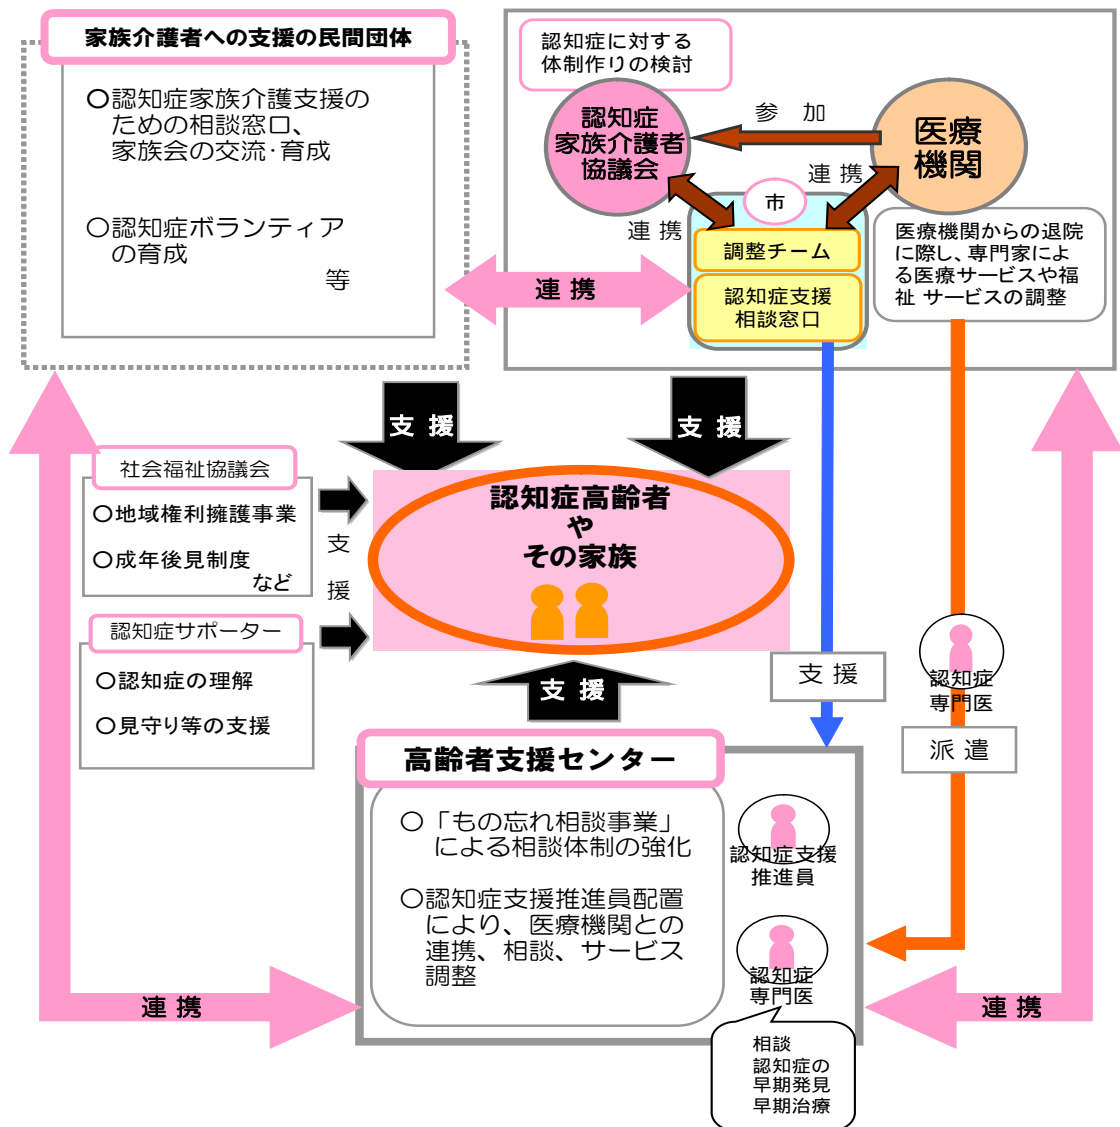 家族介護者への支援の民間団体
〇認知症家族介護支援の
ための相談窓口、
家族会の交流・育成
〇認知症ボランティア
の育成
等
認知症に対する
体制作りの検討
認知症
家族介護者
協議会
参 加
医療
機関
連 携
連 携
市
調整チーム
認知症支援
相談窓口
医療機関からの退院
に際し、専門家によ
る医療サービスや福
祉 サービスの調整
連 携
支 援
支 援
社会福祉協議会
〇地域権利擁護事業
〇成年後見制度
など
支
援
認知症高齢者
や
その家族
認知症サポーター
〇認知症の理解
〇見守り等の支援
支 援
支 援
認知症
専門医
派 遣
高齢者支援センター
〇「もの忘れ相談事業」
による相談体制の強化
〇認知症支援推進員配置
により、医療機関との
連携、相談、サービス
調整
認知症支援
推進員
認知症
専門医
連 携
連 携
相談
認知症の
早期発見
早期治療